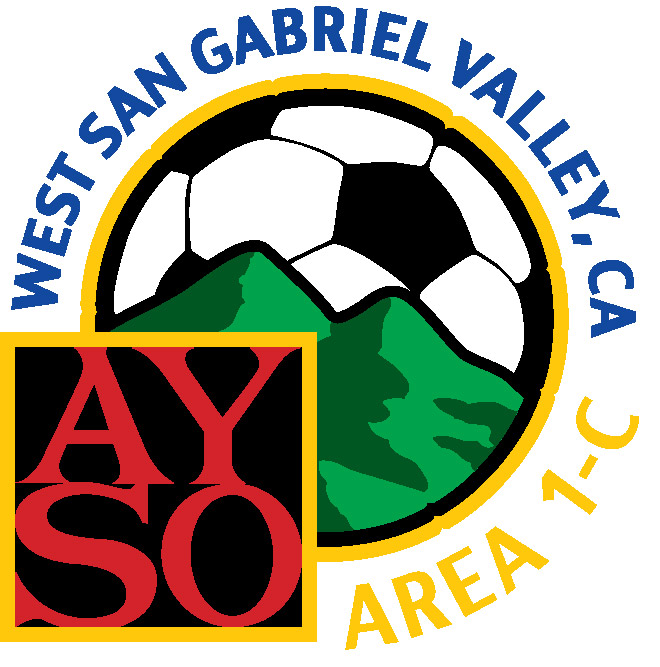 WEST SAN GABRIEL VALLEY, CA
AY
SO
AREA 1-C